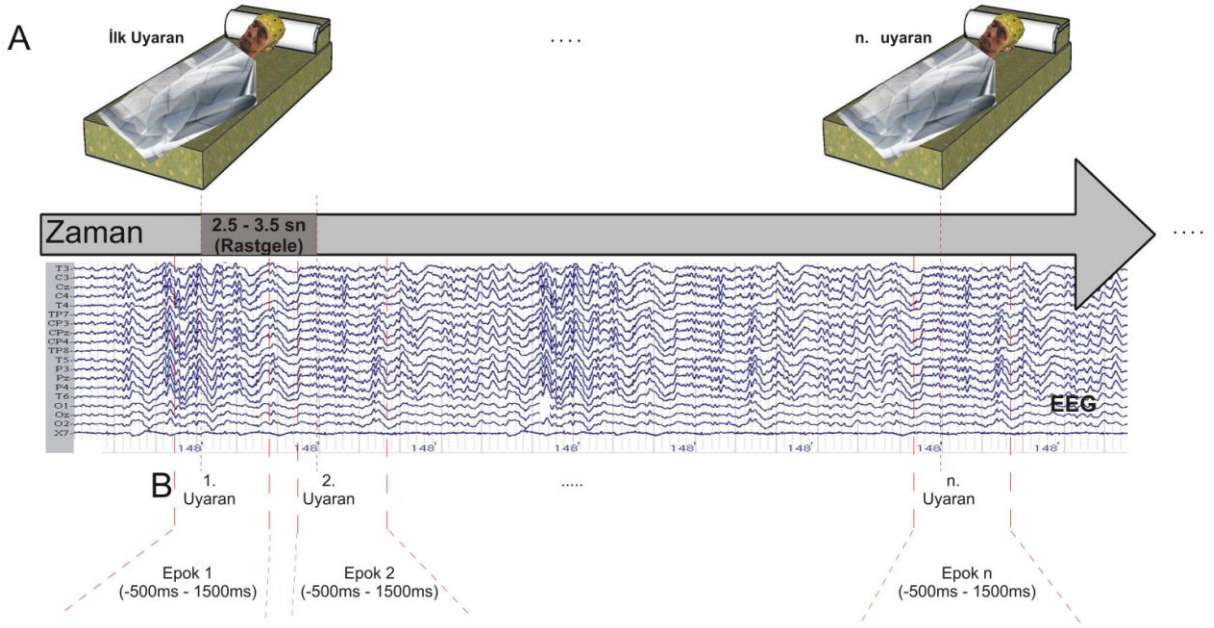 A
İlk Uyaran
....
n. uyaran
Zaman
2.5 - 3.5 sn
(Rastgele)
....
T3
C3
Cz
C4
T4
TP7
CP3
CPz
CP4
TP8
T5
P3
Pz
P4
T6
O1
Oz
O2
X7
EEG
148' 148' 148' 148' 148' 148' 148' 148'
B
1.
Uyaran
2.
Uyaran
.....
n.
Uyaran
Epok 1
(-500ms - 1500ms)
Epok 2
(-500ms - 1500ms)
Epok n
(-500ms - 1500ms)